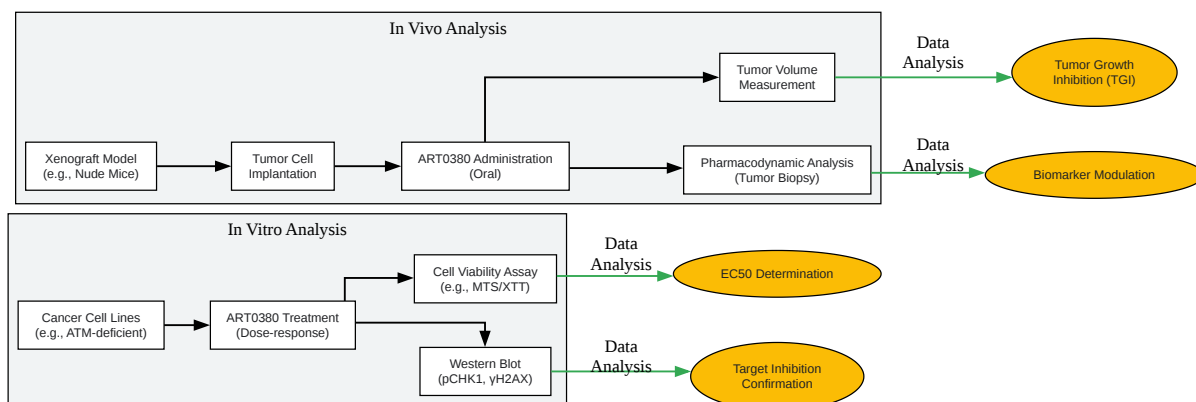 In Vivo Analysis
Data
Analysis
Tumor Volume
Measurement
Tumor Growth
Inhibition (TGI)
Xenograft Model
(e.g., Nude Mice)
Tumor Cell
Implantation
ART0380 Administration
(Oral)
Pharmacodynamic Analysis
(Tumor Biopsy)
Data
Analysis
Biomarker Modulation
In Vitro Analysis
Cell Viability Assay
(e.g., MTS/XTT)
Data
Analysis
EC50 Determination
Cancer Cell Lines
(e.g., ATM-deficient)
ART0380 Treatment
(Dose-response)
Western Blot
(pCHK1, γH2AX)
Data
Analysis
Target Inhibition
Confirmation